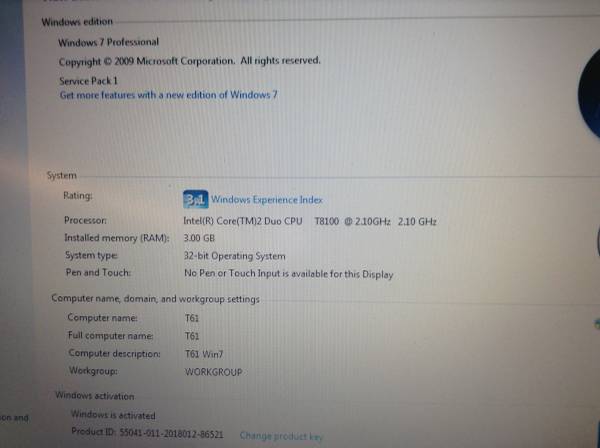 Windows edition
Windows 7 Professional
Copyright © 2009 Microsoft Corporation. All rights reserved.
Service Pack 1
Get more features with a new edition of Windows 7
System
Rating: 3.1 Windows Experience Index
Processor: Intel(R) Core(TM)2 Duo CPU T8100 @ 2.10GHz 2.10 GHz
Installed memory (RAM): 3.00 GB
System type: 32-bit Operating System
Pen and Touch: No Pen or Touch Input is available for this Display
Computer name, domain, and workgroup settings
Computer name: T61
Full computer name: T61
Computer description: T61 Win7
Workgroup: WORKGROUP
Windows activation
Windows is activated
on and
Product ID: 55041-011-2018012-86521 Change product key